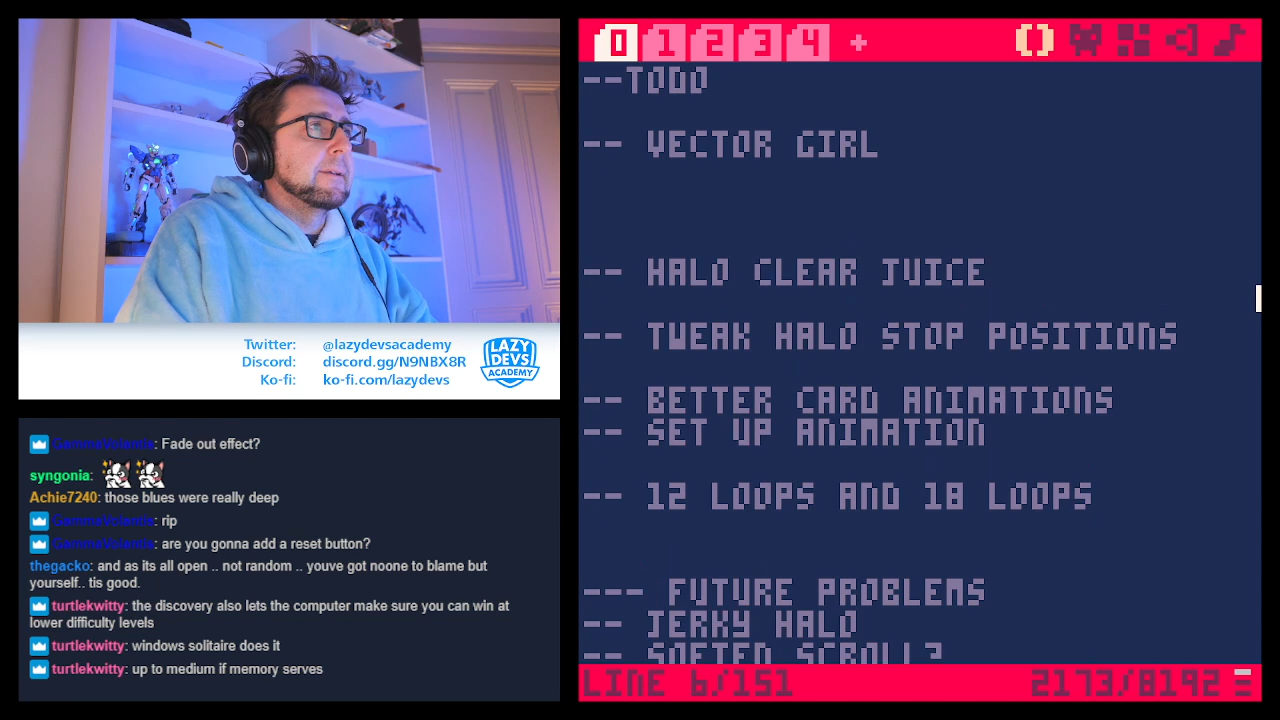 Twitter: @lazydevsacademy
Discord: discord.gg/N9NBX8R
Ko-fi: ko-fi.com/lazydevs
LAZY
DEVS
ACADEMY
GammaVolantis: Fade out effect?
syngonia:
Achie7240: those blues were really deep
GammaVolantis: rip
GammaVolantis: are you gonna add a reset button?
thegacko: and as its all open .. not random .. youve got noone to blame but
yourself.. tis good.
turtlekwitty: the discovery also lets the computer make sure you can win at
lower difficulty levels
turtlekwitty: windows solitaire does it
turtlekwitty: up to medium if memory serves
0 1 2 3 4 +
--TODO
-- VECTOR GIRL
-- HALO CLEAR JUICE
-- TWEAK HALO STOP POSITIONS
-- BETTER CARD ANIMATIONS
-- SET UP ANIMATION
-- 12 LOOPS AND 18 LOOPS
--- FUTURE PROBLEMS
-- JERKY HALO
-- SOFTED SCROLL?
LINE 6/151 2173/8192